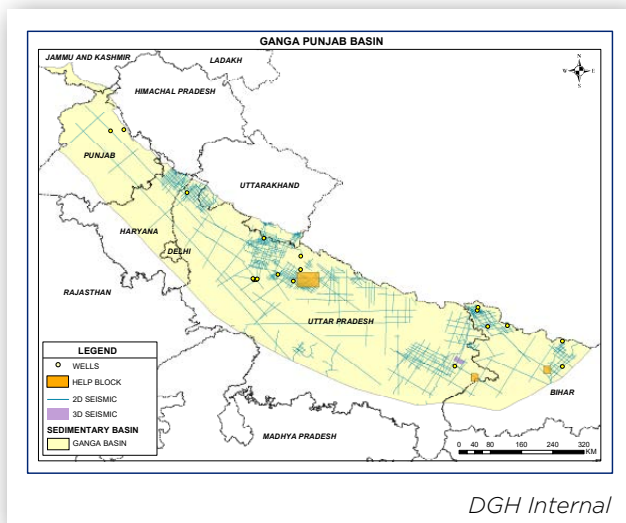 GANGA PUNJAB BASIN
JAMMU AND KASHMIR
LADAKH
HIMACHAL PRADESH
N
W E
S
PUNJAB
UTTARAKHAND
HARYANA
DELHI
RAJASTHAN
UTTAR PRADESH
BIHAR
MADHYA PRADESH
LEGEND
WELLS
HELP BLOCK
2D SEISMIC
3D SEISMIC
SEDIMENTARY BASIN
GANGA BASIN
0 40 80 160 240 320
KM
DGH Internal